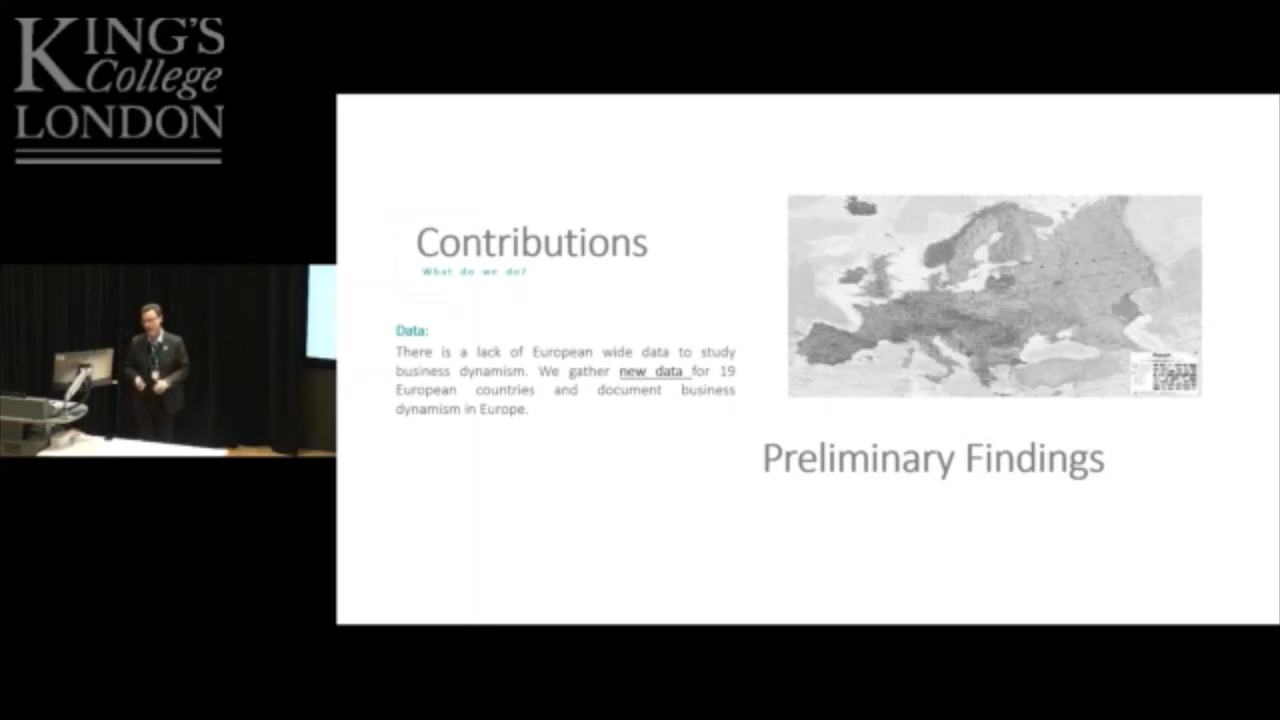 KING'S
College
LONDON
Contributions
What do we do?
Data:
There is a lack of European wide data to study
business dynamism. We gather new data for 19
European countries and document business
dynamism in Europe.
Preliminary Findings